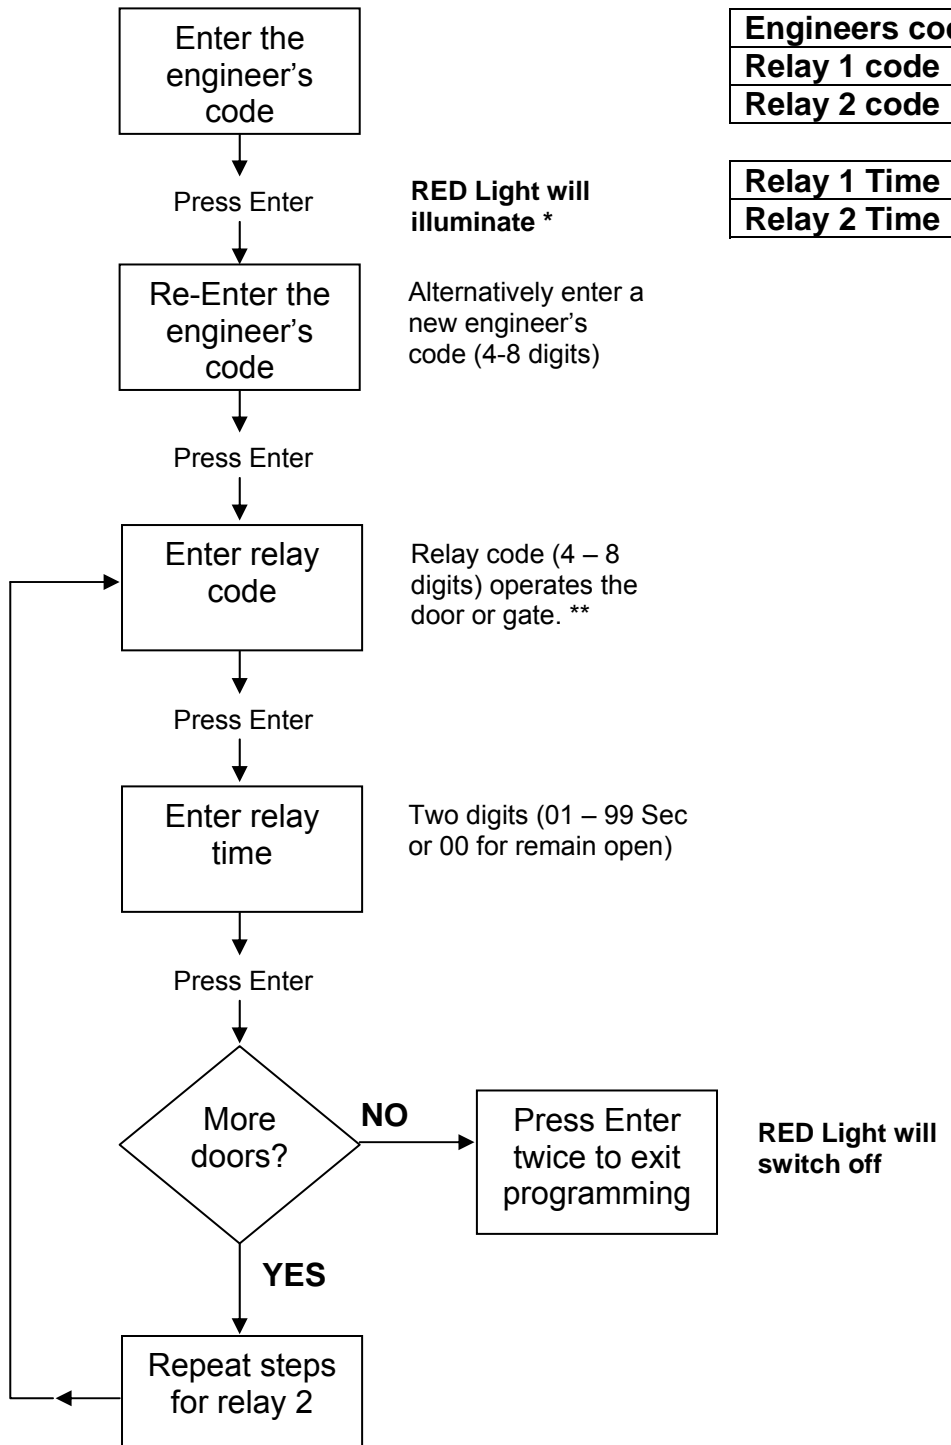 Enter the
engineer’s
code
Engineers
Relay 1 code
Relay 2 code
Press Enter
RED Light will
illuminate *
Relay 1 Time
Relay 2 Time
Re-Enter the
engineer’s
code
Alternatively enter a
new engineer’s
code (4-8 digits)
Press Enter
Enter relay
code
Relay code (4 – 8
digits) operates the
door or gate. **
Press Enter
Enter relay
time
Two digits (01 – 99 Sec
or 00 for remain open)
Press Enter
More
doors?
NO
Press Enter
twice to exit
programming
RED Light will
switch off
YES
Repeat steps
for relay 2